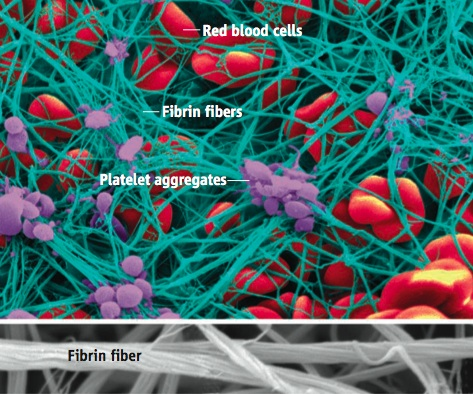 Red blood cells
Fibrin fibers
Platelet aggregates
Fibrin fiber